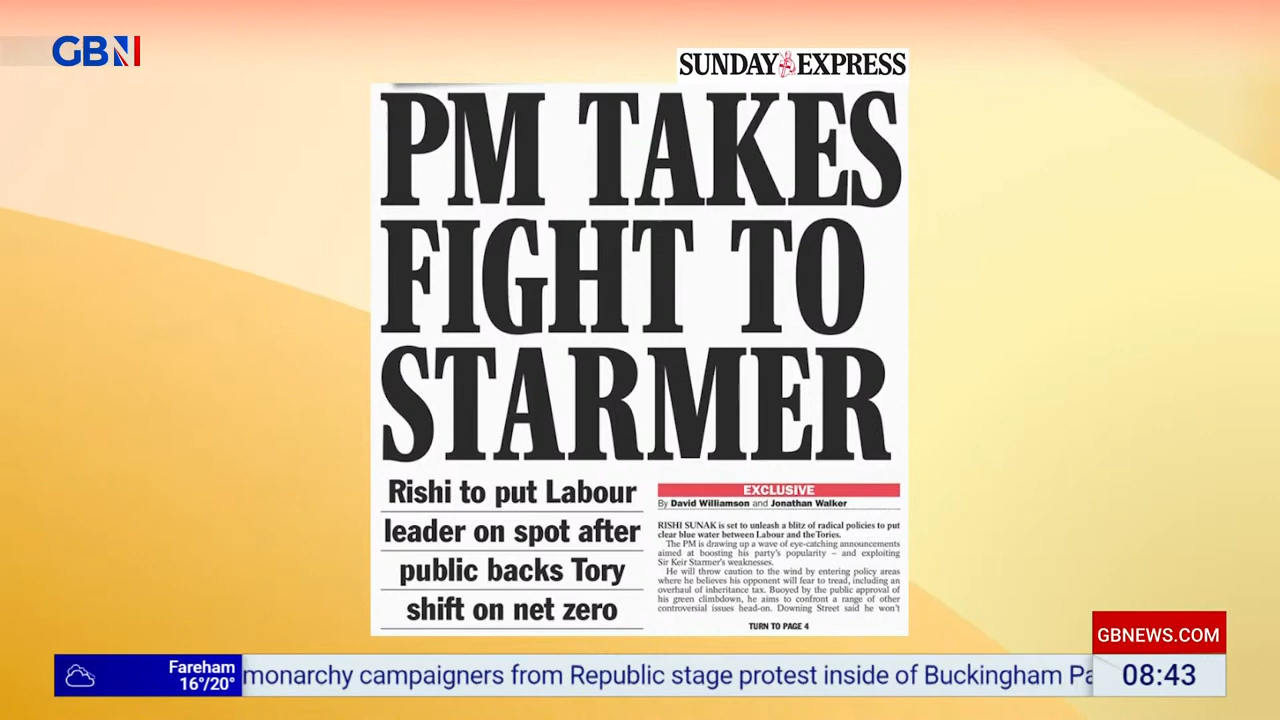 GBN
SUNDAY EXPRESS
PM TAKES
FIGHT TO
STARMER
Rishi to put Labour
leader on spot after
public backs Tory
shift on net zero
EXCLUSIVE
By David Williamson and Jonathan Walker
RISHI SUNAK is set to unleash a blitz of radical policies to put
clear blue water between Labour and the Tories.
The PM is drawing up a wave of eye-catching announcements
aimed at boosting his party's popularity – and exploiting
Sir Keir Starmer's weaknesses.
He will throw caution to the wind by entering policy areas
where he believes his opponent will fear to tread, including an
overhaul of inheritance tax. Buoyed by the public approval of
his green climbdown, he aims to confront a range of other
controversial issues head-on. Downing Street said he won't
TURN TO PAGE 4
GBNEWS.COM
Fareham
16°/20°
monarchy campaigners from Republic stage protest inside of Buckingham Pa
08:43